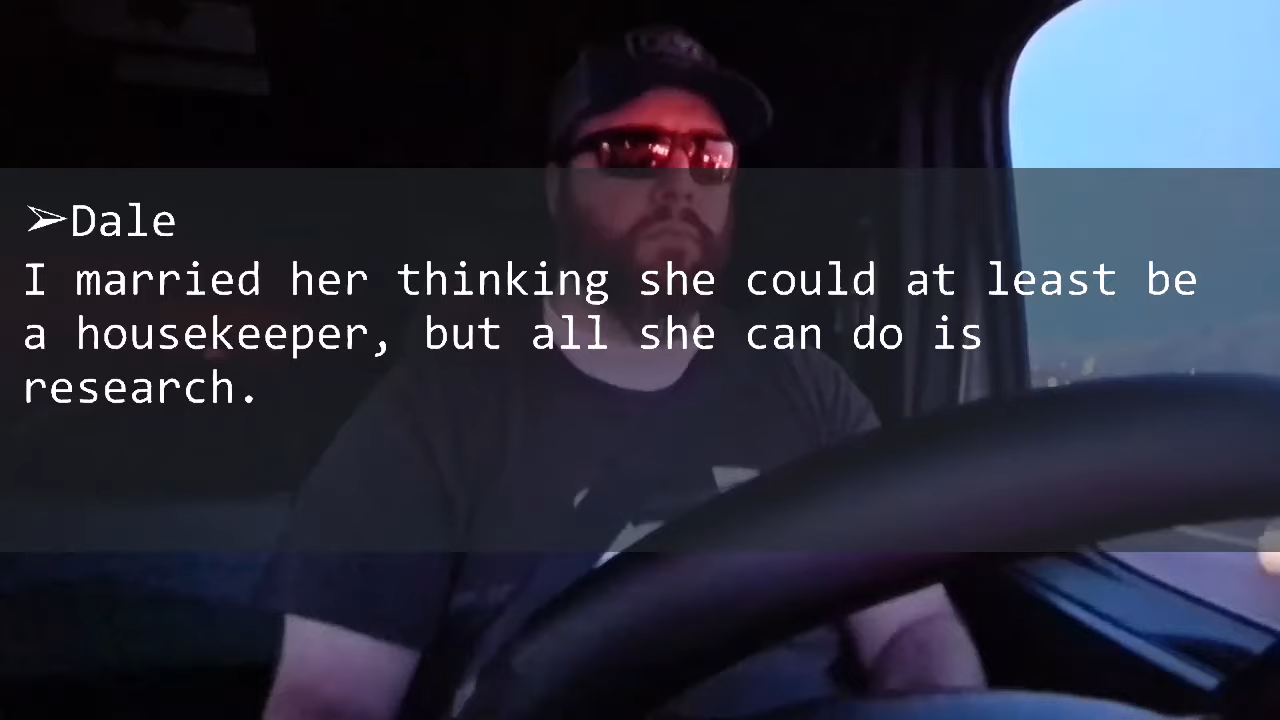 ➢Dale
I married her thinking she could at least be
a housekeeper, but all she can do is
research.